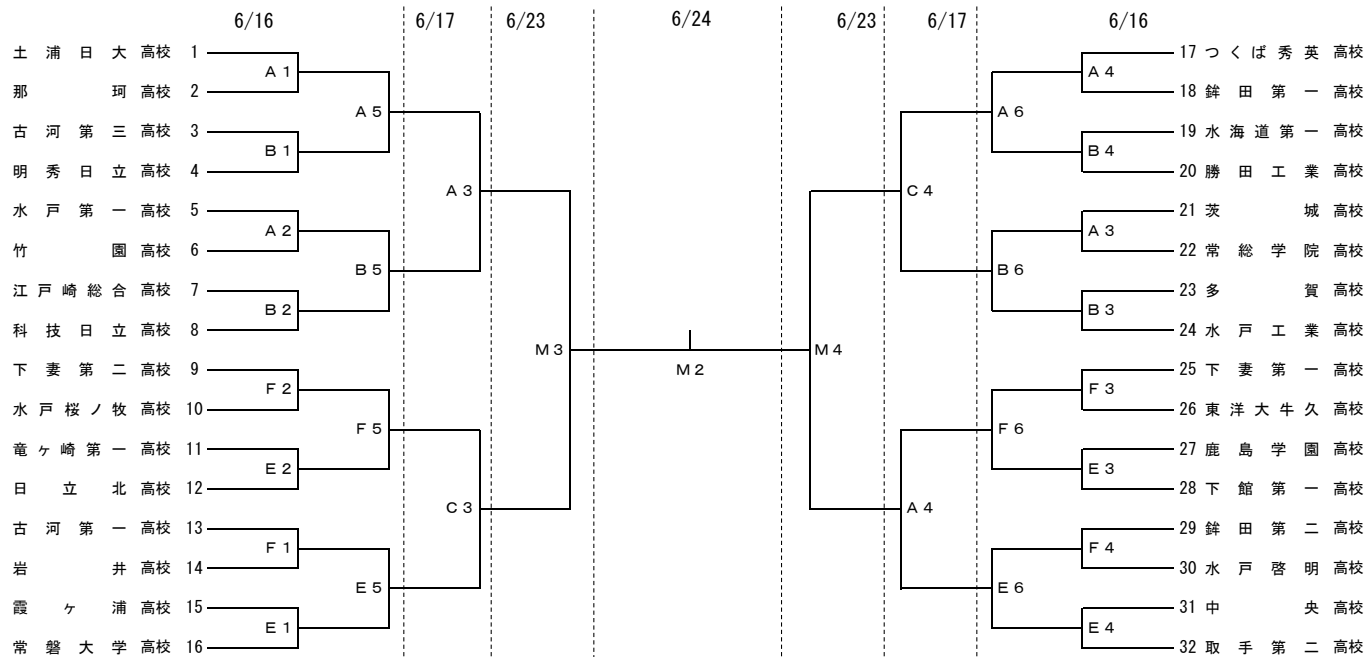 6/16 6/17 6/23 6/24 6/23 6/17 6/16
土浦日大 高校 1
A1
那珂 高校 2
A5
古河第三 高校 3
B1
明秀日立 高校 4
A3
水戸第一 高校 5
A2
竹園 高校 6
B5
江戸崎総合 高校 7
B2
科技日立 高校 8
M3
下妻第二 高校 9
F2
水戸桜ノ牧 高校 10
F5
竜ヶ崎第一 高校 11
E2
日立北 高校 12
C3
古河第一 高校 13
F1
岩井 高校 14
E5
霞ヶ浦 高校 15
E1
常磐大学 高校 16
M2
17 つくば秀英 高校
A4
18 鉾田第一 高校
A6
19 水海道第一 高校
B4
20 勝田工業 高校
C4
21 茨城 高校
A3
22 常総学院 高校
B6
23 多賀 高校
B3
24 水戸工業 高校
M4
25 下妻第一 高校
F3
26 東洋大牛久 高校
F6
27 鹿島学園 高校
E3
28 下館第一 高校
A4
29 鉾田第二 高校
F4
30 水戸啓明 高校
E6
31 中央 高校
E4
32 取手第二 高校